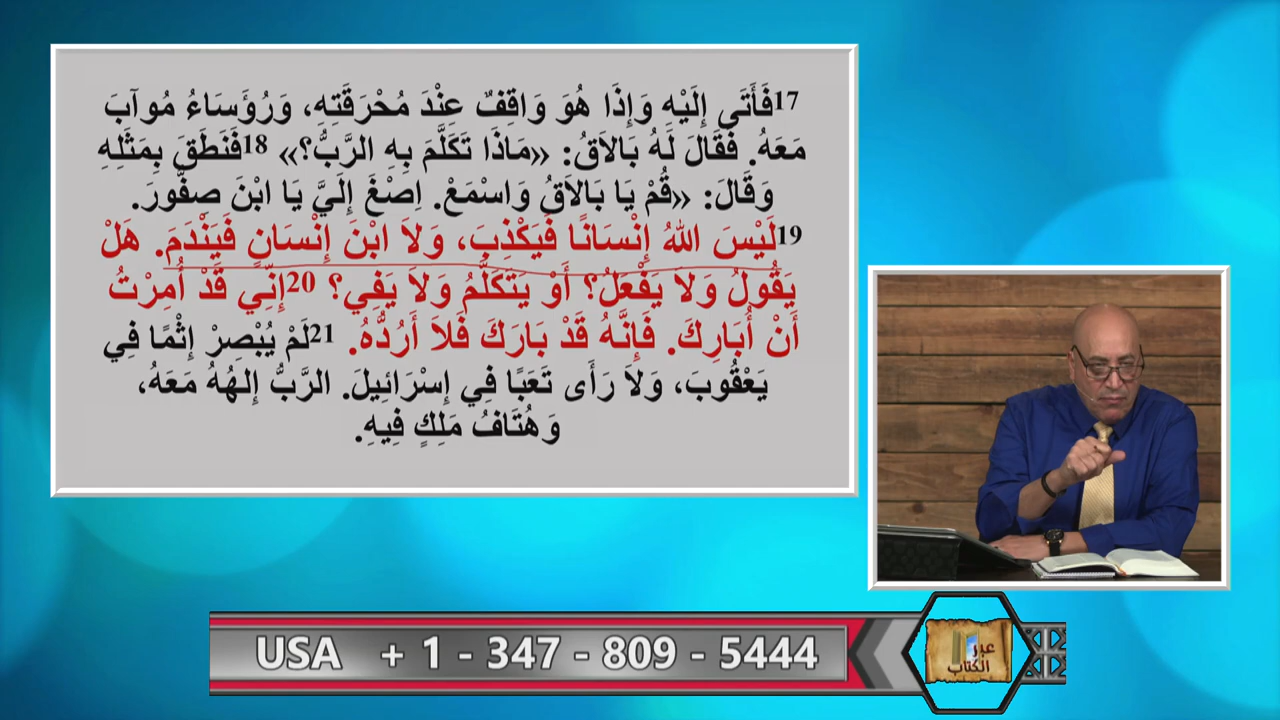 17فَأَتَى إِلَيْهِ وَإِذَا هُوَ وَاقِفٌ عِنْدَ مُحْرَقَتِهِ، وَرُؤَسَاءُ مُوآبَ
مَعَهُ. فَقَالَ لَهُ بَالاَقُ: «مَاذَا تَكَلَّمَ بِهِ الرَّبُّ؟» 18فَنَطَقَ بِمَثَلِهِ
وَقَالَ: «قُمْ يَا بَالاَقُ وَاسْمَعْ. اِصْغَ إِلَيَّ يَا ابْنَ صِفُّورَ.
19لَيْسَ اللهُ إِنْسَانًا فَيَكْذِبَ، وَلاَ ابْنَ إِنْسَانٍ فَيَنْدَمَ. هَلْ
يَقُولُ وَلاَ يَفْعَلُ؟ أَوْ يَتَكَلَّمُ وَلاَ يَفِي؟ 20إِنِّي قَدْ أُمِرْتُ
أَنْ أُبَارِكَ. فَإِنَّهُ قَدْ بَارَكَ فَلاَ أَرُدُّهُ. 21لَمْ يُبْصِرْ إِثْمًا فِي
يَعْقُوبَ، وَلاَ رَأَى تَعَبًا فِي إِسْرَائِيلَ. الرَّبُّ إِلهُهُ مَعَهُ،
وَهُتَافُ مَلِكٍ فِيهِ.
USA + 1 - 347 - 809 - 5444
عبر
الكتاب